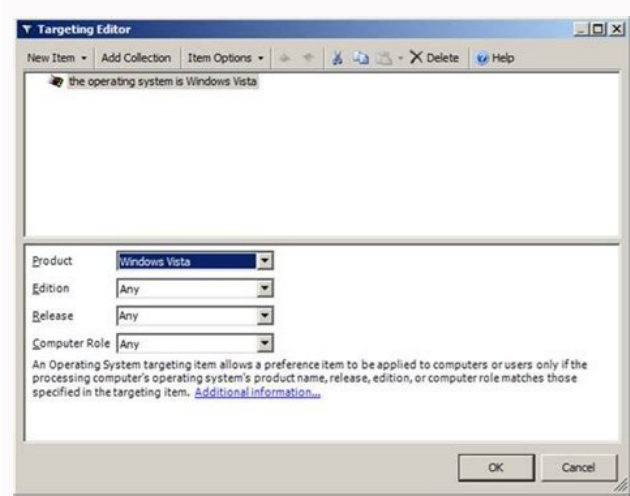 Targeting Editor
New Item Add Collection Item Options Delete Help
the operating system is Windows Vista
Product Windows Vista
Edition Any
Release Any
Computer Role Any
An Operating System targeting item allows a preference item to be applied to computers or users only if the
processing computer's operating system's product name, release, edition, or computer role matches those
specified in the targeting item. Additional information...
OK Cancel